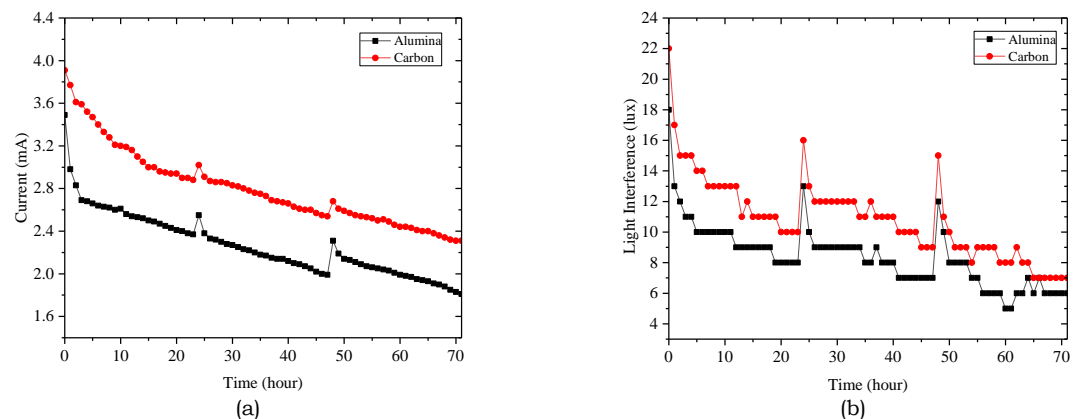 4.4
4.0
3.6
3.2
2.8
2.4
2.0
1.6
Current (mA)
Alumina
Carbon
0 10 20 30 40 50 60 70
Time (hour)
(a)
24
22
20
18
16
14
12
10
8
6
4
Light Interference (lux)
Alumina
Carbon
0 10 20 30 40 50 60 70
Time (hour)
(b)